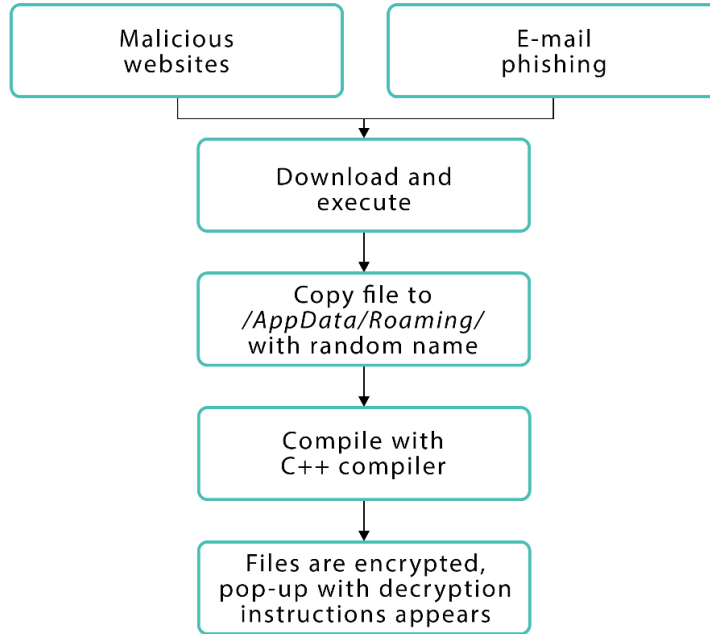 Malicious
websites
E-mail
phishing
Download and
execute
Copy file to
/AppData/Roaming/
with random name
Compile with
C++ compiler
Files are encrypted,
pop-up with decryption
instructions appears